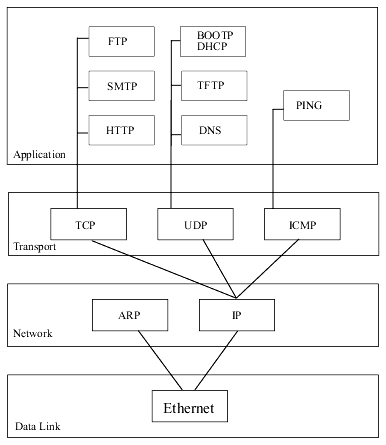 FTP
BOOTP
DHCP
SMTP
TFTP
PING
HTTP
DNS
Application
TCP
UDP
ICMP
Transport
ARP
IP
Network
Ethernet
Data Link